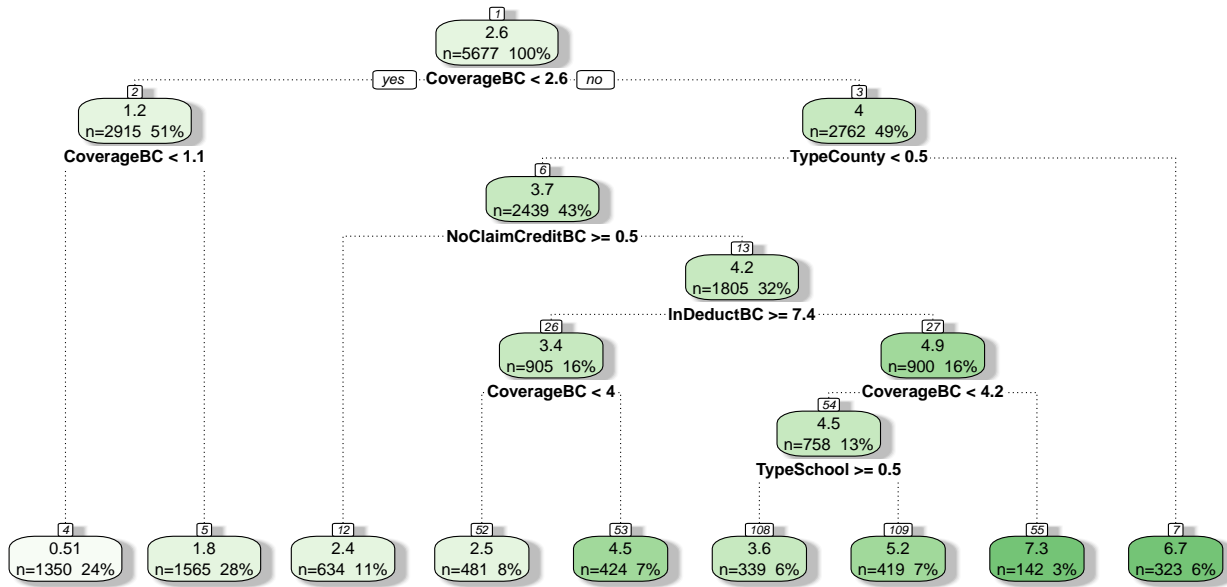 1
2.6
n=5677 100%
yes CoverageBC < 2.6 no
2
1.2
n=2915 51%
CoverageBC < 1.1
3
4
n=2762 49%
TypeCounty < 0.5
6
3.7
n=2439 43%
NoClaimCreditBC >= 0.5
13
4.2
n=1805 32%
lnDeductBC >= 7.4
26
3.4
n=905 16%
CoverageBC < 4
27
4.9
n=900 16%
CoverageBC < 4.2
54
4.5
n=758 13%
TypeSchool >= 0.5
4
0.51
n=1350 24%
5
1.8
n=1565 28%
12
2.4
n=634 11%
52
2.5
n=481 8%
53
4.5
n=424 7%
108
3.6
n=339 6%
109
5.2
n=419 7%
55
7.3
n=142 3%
7
6.7
n=323 6%